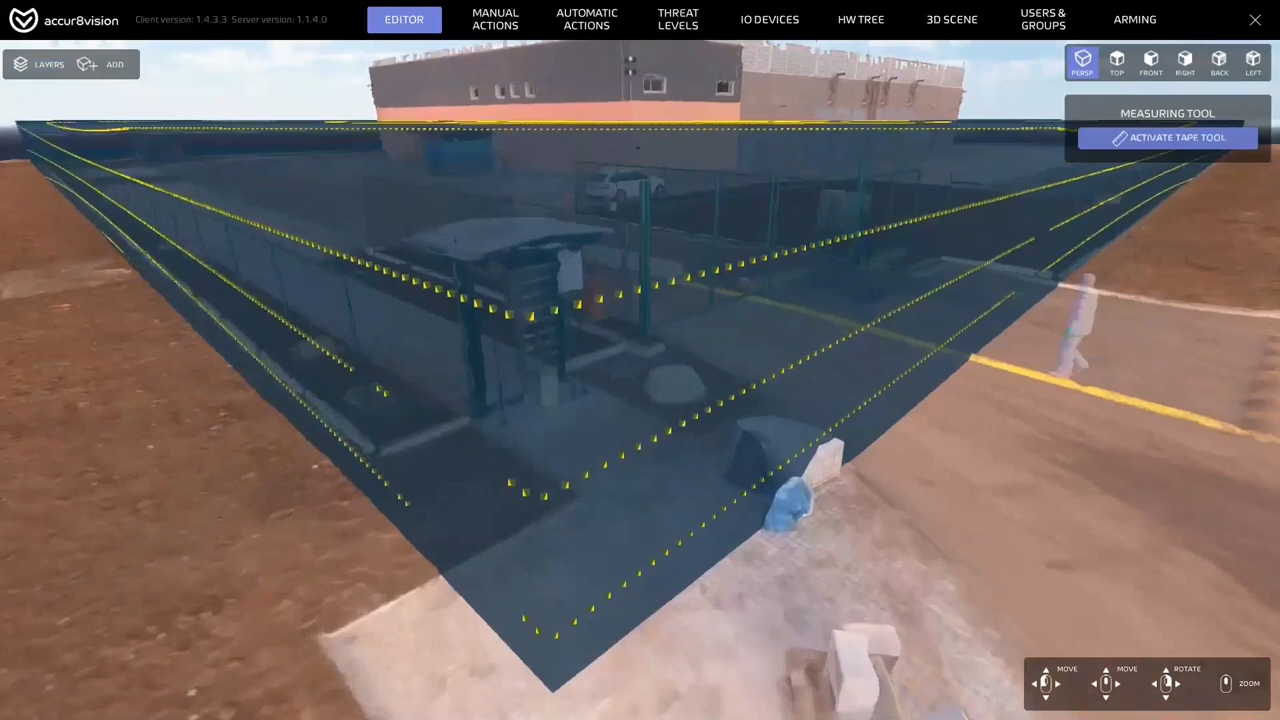 accur8vision Client version: 1.4.3.3 Server version: 1.1.4.0
EDITOR
MANUAL
ACTIONS
AUTOMATIC
ACTIONS
THREAT
LEVELS
IO DEVICES
HW TREE
3D SCENE
USERS &
GROUPS
ARMING
LAYERS
ADD
PERSP
TOP
FRONT
RIGHT
BACK
LEFT
MEASURING TOOL
ACTIVATE TAPE TOOL
MOVE
MOVE
ROTATE
ZOOM